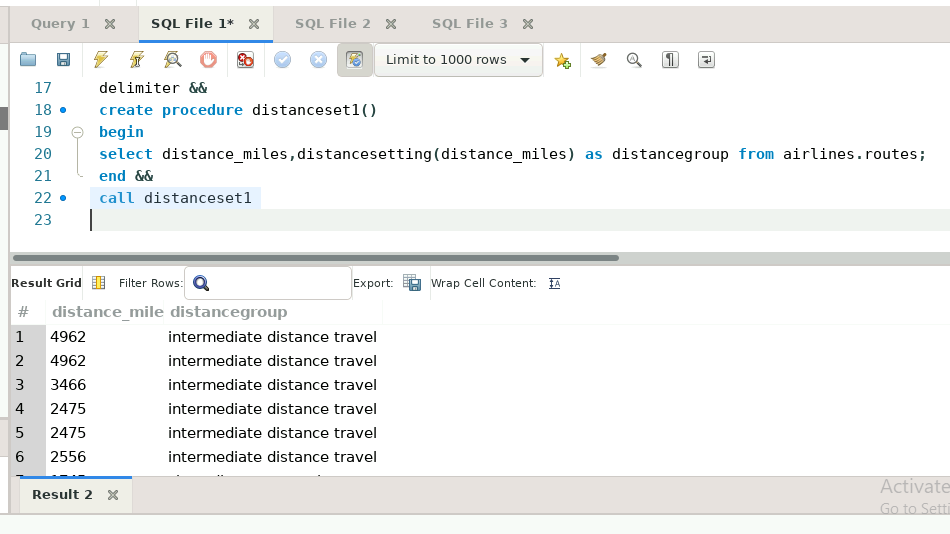 Query 1 SQL File 1* SQL File 2 SQL File 3
Limit to 1000 rows
17 delimiter &&
18 create procedure distanceset1()
19 begin
20 select distance_miles,distancesetting(distance_miles) as distancegroup from airlines.routes;
21 end &&
22 call distanceset1
23
Result Grid Filter Rows: Export: Wrap Cell Content:
# distance_mile distancegroup
1 4962 intermediate distance travel
2 4962 intermediate distance travel
3 3466 intermediate distance travel
4 2475 intermediate distance travel
5 2475 intermediate distance travel
6 2556 intermediate distance travel
Result 2
Activate
Go to Setti